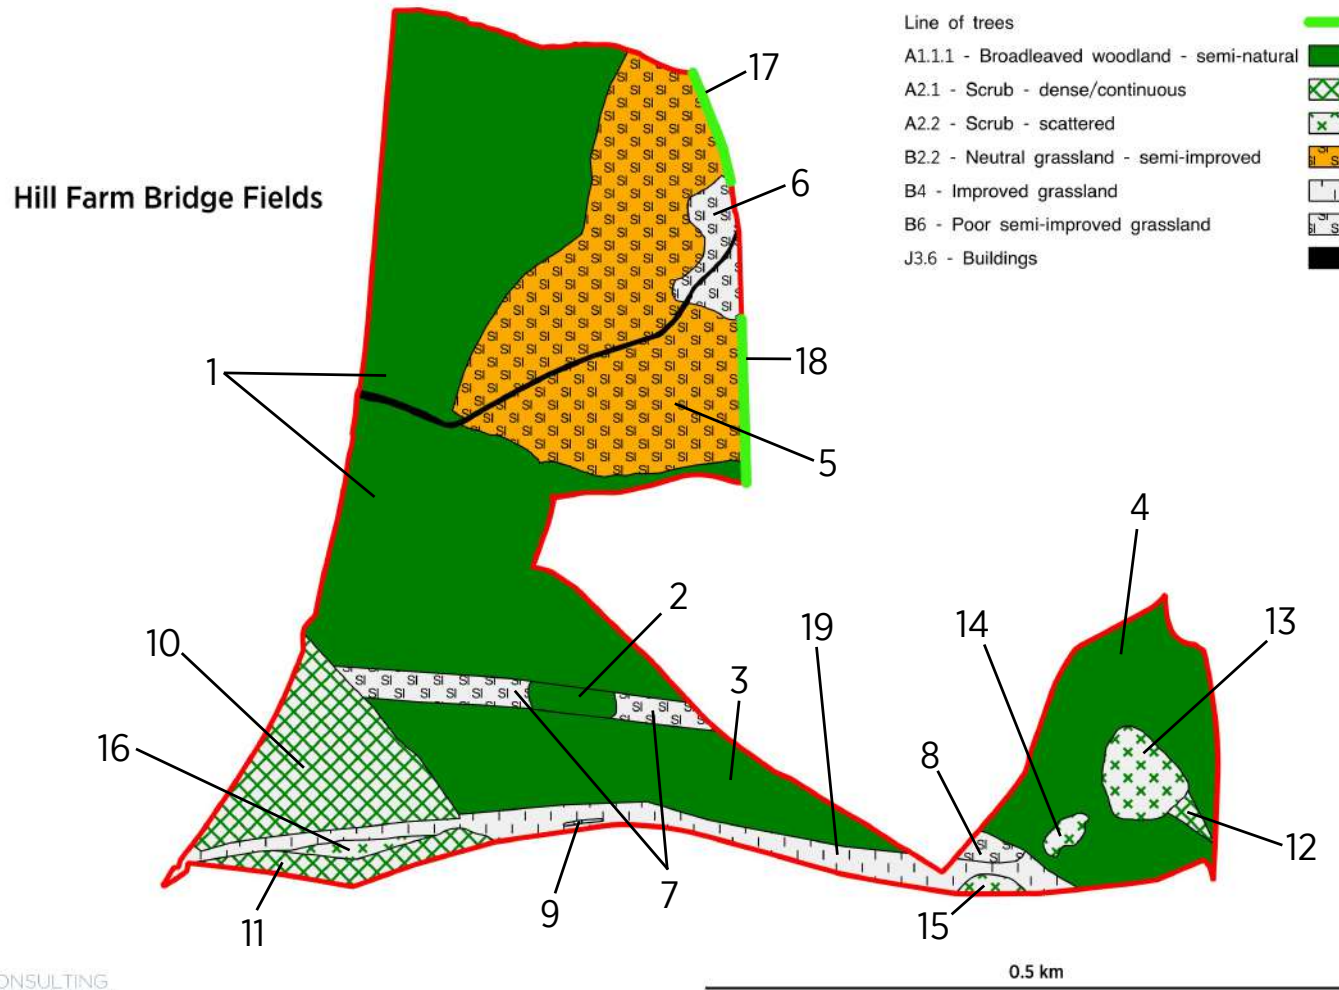 Line of trees
A1.1.1 - Broadleaved woodland - semi-natural
A2.1 - Scrub - dense/continuous
A2.2 - Scrub - scattered
B2.2 - Neutral grassland - semi-improved
B4 - Improved grassland
B6 - Poor semi-improved grassland
J3.6 - Buildings
Hill Farm Bridge Fields
17
6
1
18
5
4
2
10
19
14
13
3
16
8
12
7
9
11
15
0.5 km
ONSULTING